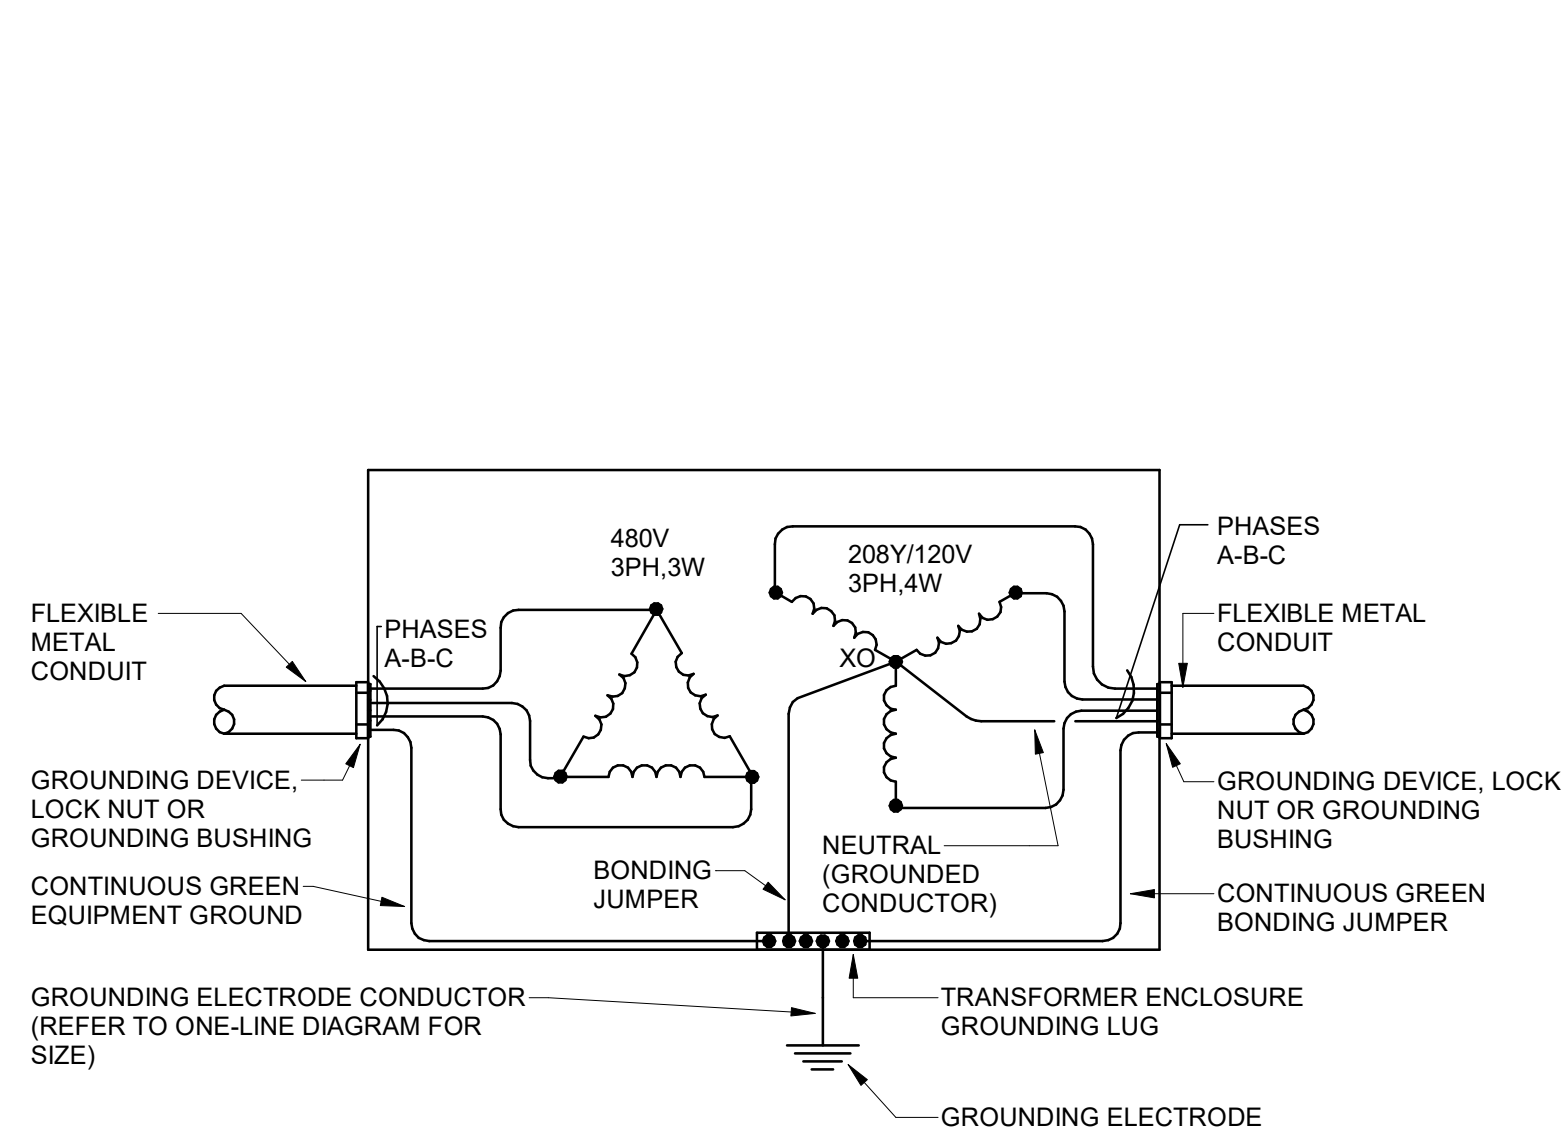 480V
3PH,3W
208Y/120V
3PH,4W
PHASES
A-B-C
FLEXIBLE
METAL
CONDUIT
PHASES
A-B-C
FLEXIBLE METAL
CONDUIT
XO
GROUNDING DEVICE,
LOCK NUT OR
GROUNDING BUSHING
GROUNDING DEVICE, LOCK
NUT OR GROUNDING
BUSHING
CONTINUOUS GREEN
EQUIPMENT GROUND
BONDING
JUMPER
NEUTRAL
(GROUNDED
CONDUCTOR)
CONTINUOUS GREEN
BONDING JUMPER
GROUNDING ELECTRODE CONDUCTOR
(REFER TO ONE-LINE DIAGRAM FOR
SIZE)
TRANSFORMER ENCLOSURE
GROUNDING LUG
GROUNDING ELECTRODE